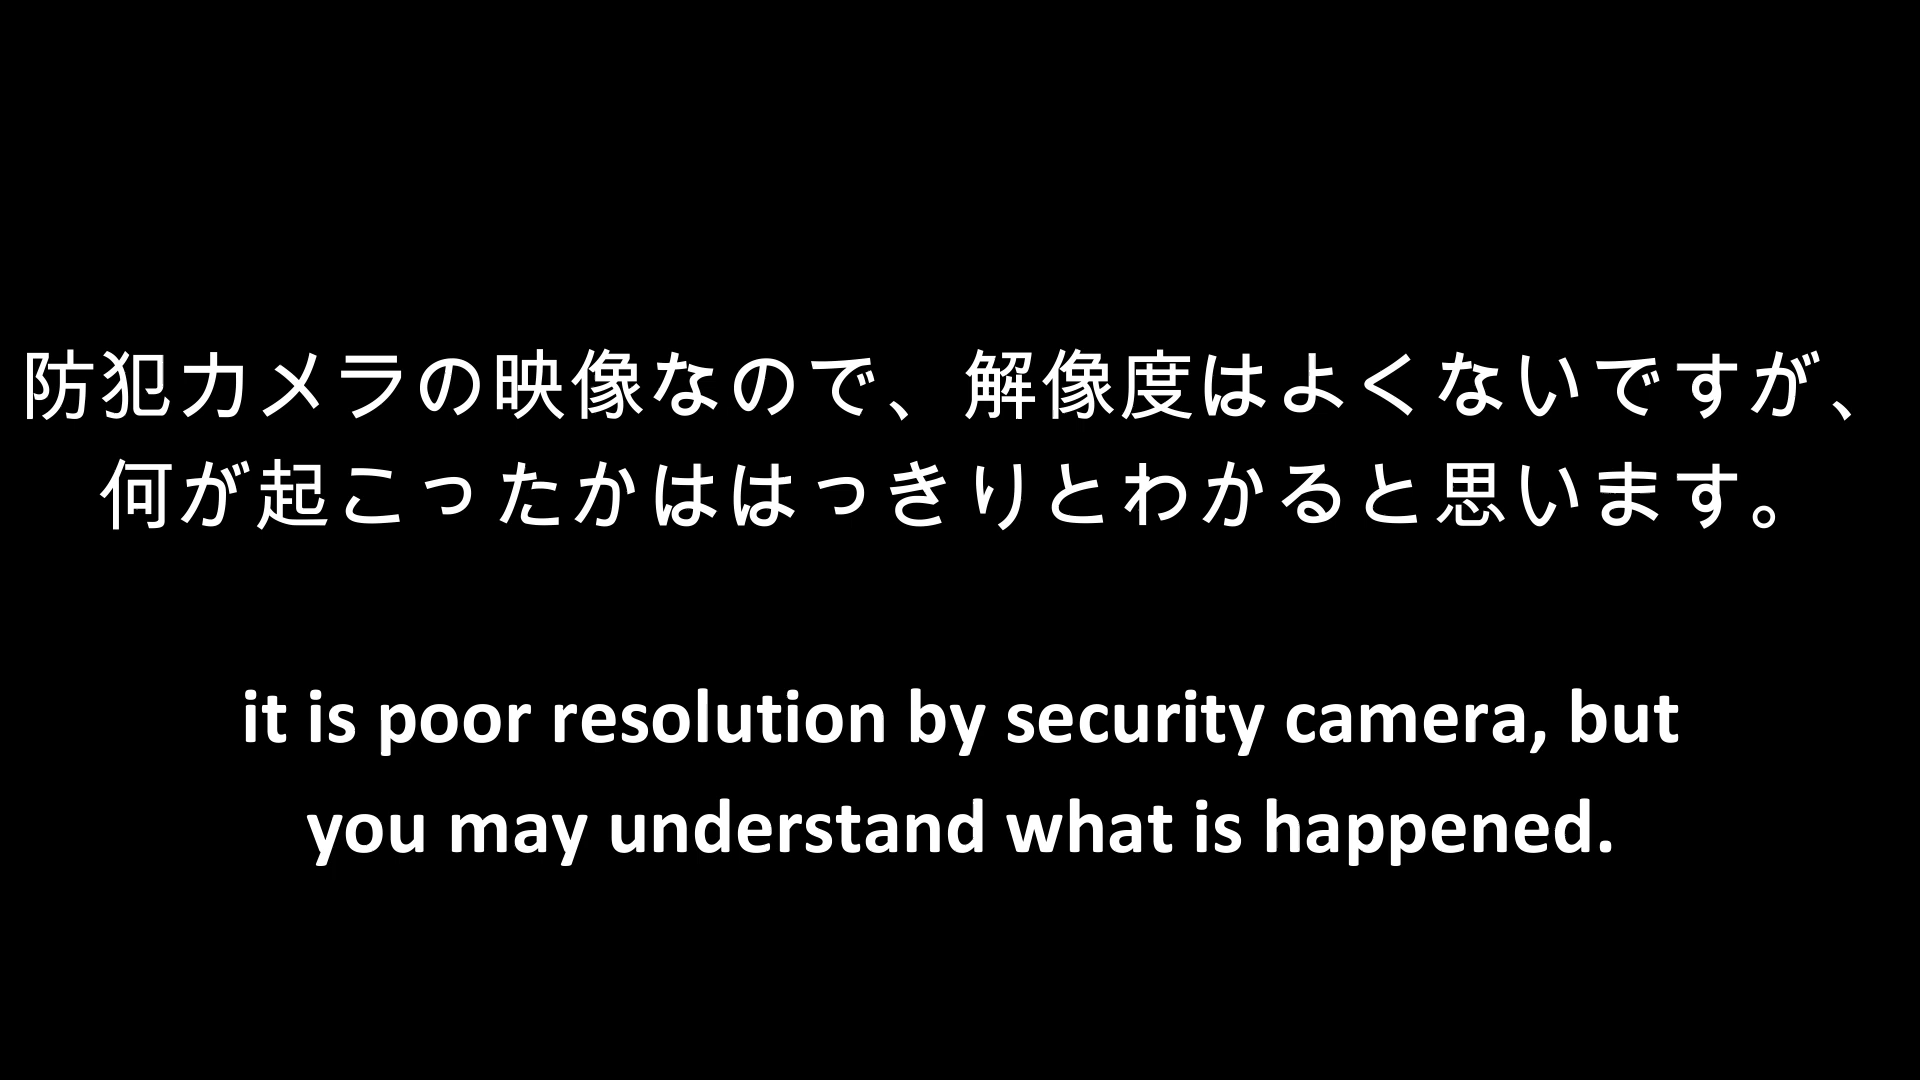 防犯カメラの映像なので、解像度はよくないですが、
何が起こったかははっきりとわかると思います。
it is poor resolution by security camera, but
you may understand what is happened.